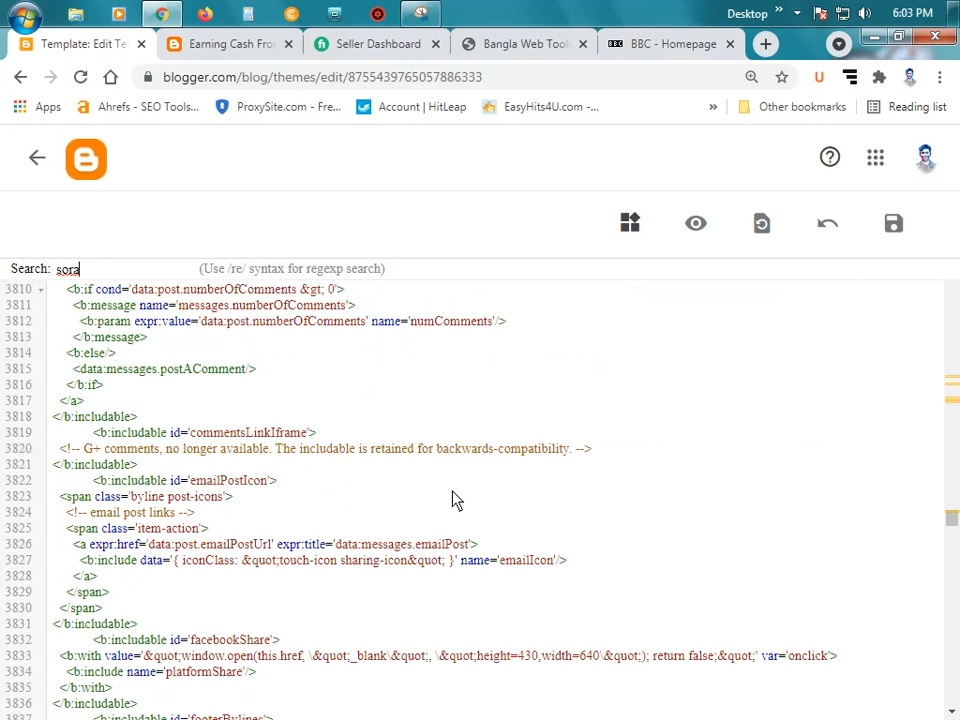 Desktop
»
6:03 PM
Template: Edit Te
Earning Cash Fro
Seller Dashboard
Bangla Web Tools
BBC
BBC - Homepage
blogger.com/blog/themes/edit/8755439765057886333
Apps
Ahrefs - SEO Tools...
ProxySite.com - Fre...
Account | HitLeap
EasyHits4U.com -...
»
Other bookmarks
Reading list
Search: sora (Use /re/ syntax for regexp search)
3810 <b:if cond='data:post.numberOfComments &gt; 0'>
3811 <b:message name='messages.numberOfComments'>
3812 <b:param expr:value='data:post.numberOfComments' name='numComments'/>
3813 </b:message>
3814 <b:else/>
3815 <data:messages.postAComment/>
3816 </b:if>
3817 </a>
3818 </b:includable>
3819 <b:includable id='commentsLinkIframe'>
3820 <!-- G+ comments, no longer available. The includable is retained for backwards-compatibility. -->
3821 </b:includable>
3822 <b:includable id='emailPostIcon'>
3823 <span class='byline post-icons'>
3824 <!-- email post links -->
3825 <span class='item-action'>
3826 <a expr:href='data:post.emailPostUrl' expr:title='data:messages.emailPost'>
3827 <b:include data='{ iconClass: &quot;touch-icon sharing-icon&quot; }' name='emailIcon'/>
3828 </a>
3829 </span>
3830 </span>
3831 </b:includable>
3832 <b:includable id='facebookShare'>
3833 <b:with value='&quot;window.open(this.href, \&quot;_blank\&quot;, \&quot;height=430,width=640\&quot;); return false;&quot;' var='onclick'>
3834 <b:include name='platformShare'/>
3835 </b:with>
3836 </b:includable>
3837 <b:includable id='footerBylines'>